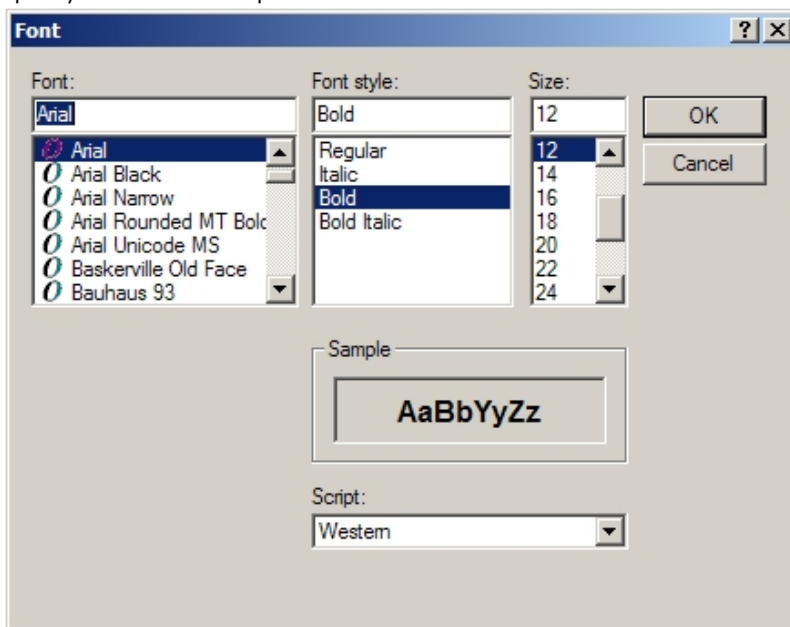 Font
Font:
Font style:
Size:
Arial
Bold
12
OK
Cancel
Arial
Arial Black
Arial Narrow
Arial Rounded MT Bolc
Arial Unicode MS
Baskerville Old Face
Bauhaus 93
Regular
Italic
Bold
Bold Italic
12
14
16
18
20
22
24
Sample
AaBbYyZz
Script:
Western